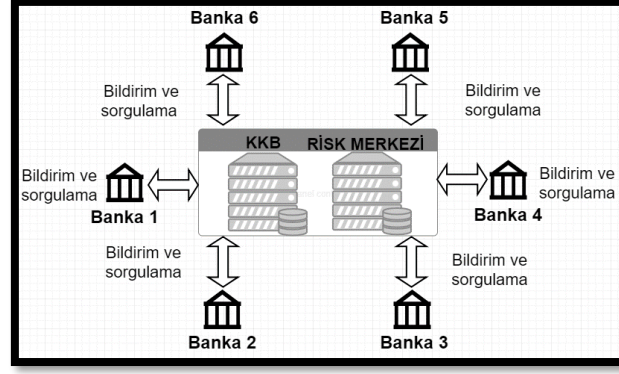 Banka 6
Banka 5
Bildirim ve
sorgulama
Bildirim ve
sorgulama
KKB
RİSK MERKEZİ
Bildirim ve
sorgulama
Banka 1
Bildirim ve
sorgulama
Banka 4
Bildirim ve
sorgulama
Bildirim ve
sorgulama
Banka 2
Banka 3